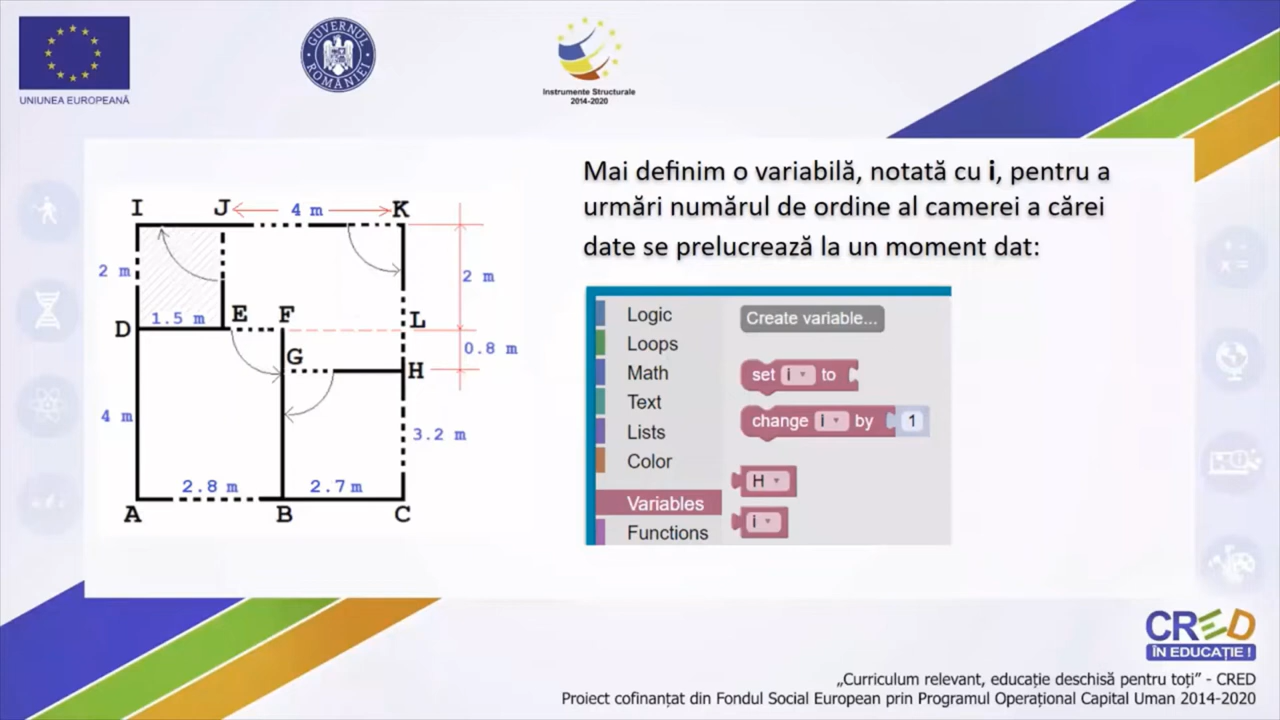 UNIUNEA EUROPEANĂ
GUVERNUL ROMÂNIEI
Instrumente Structurale
2014-2020
Mai definim o variabilă, notată cu i, pentru a
urmări numărul de ordine al camerei a cărei
date se prelucrează la un moment dat:
I J 4 m K
2 m
2 m
1.5 m
E F
L
D
G
0.8 m
H
4 m
3.2 m
2.8 m
2.7 m
A B C
Logic
Loops
Math
Text
Lists
Color
Variables
Functions
Create variable...
set i to
change i by 1
H
i
CRED
ÎN EDUCAȚIE !
„Curriculum relevant, educație deschisă pentru toți” - CRED
Proiect cofinanțat din Fondul Social European prin Programul Operațional Capital Uman 2014-2020